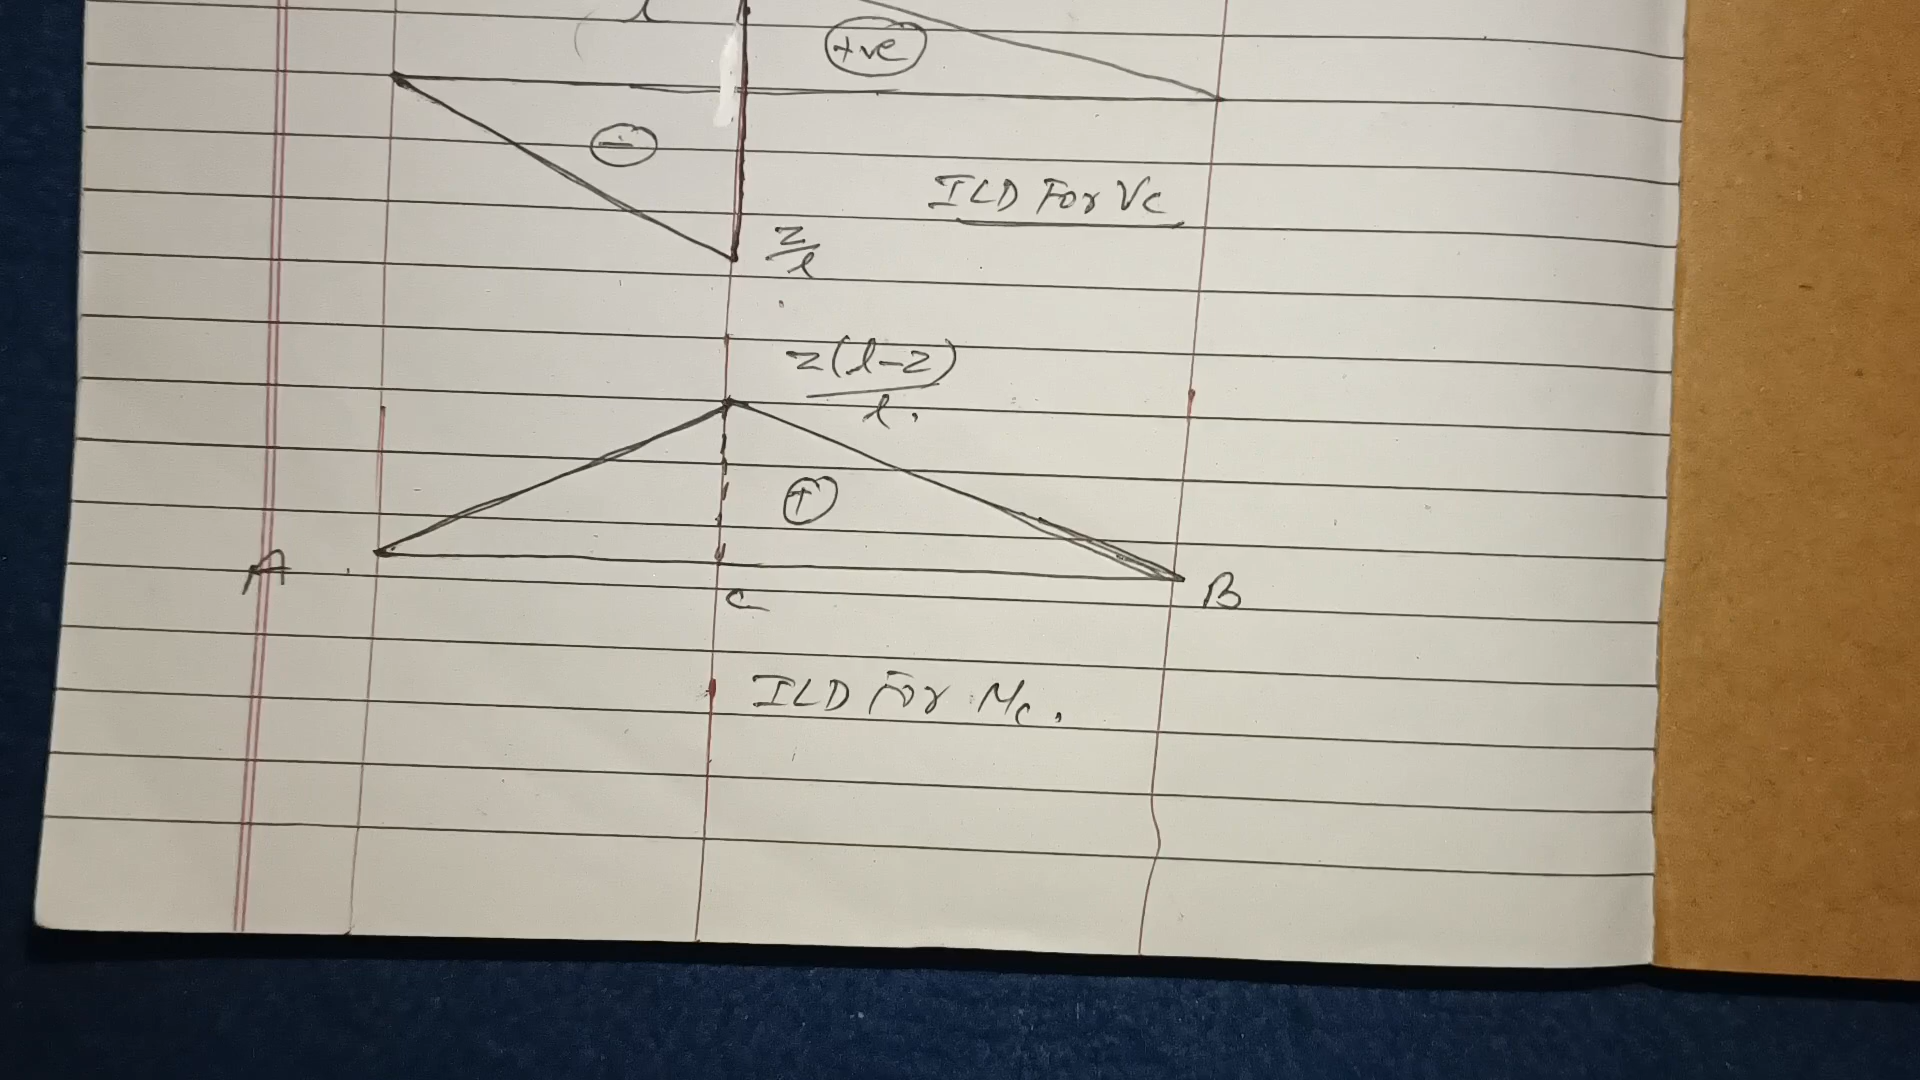 l
+ve
−
ILD For Vc
z/l
z(l-z)/l.
+
A
C
B
ILD For Mc.